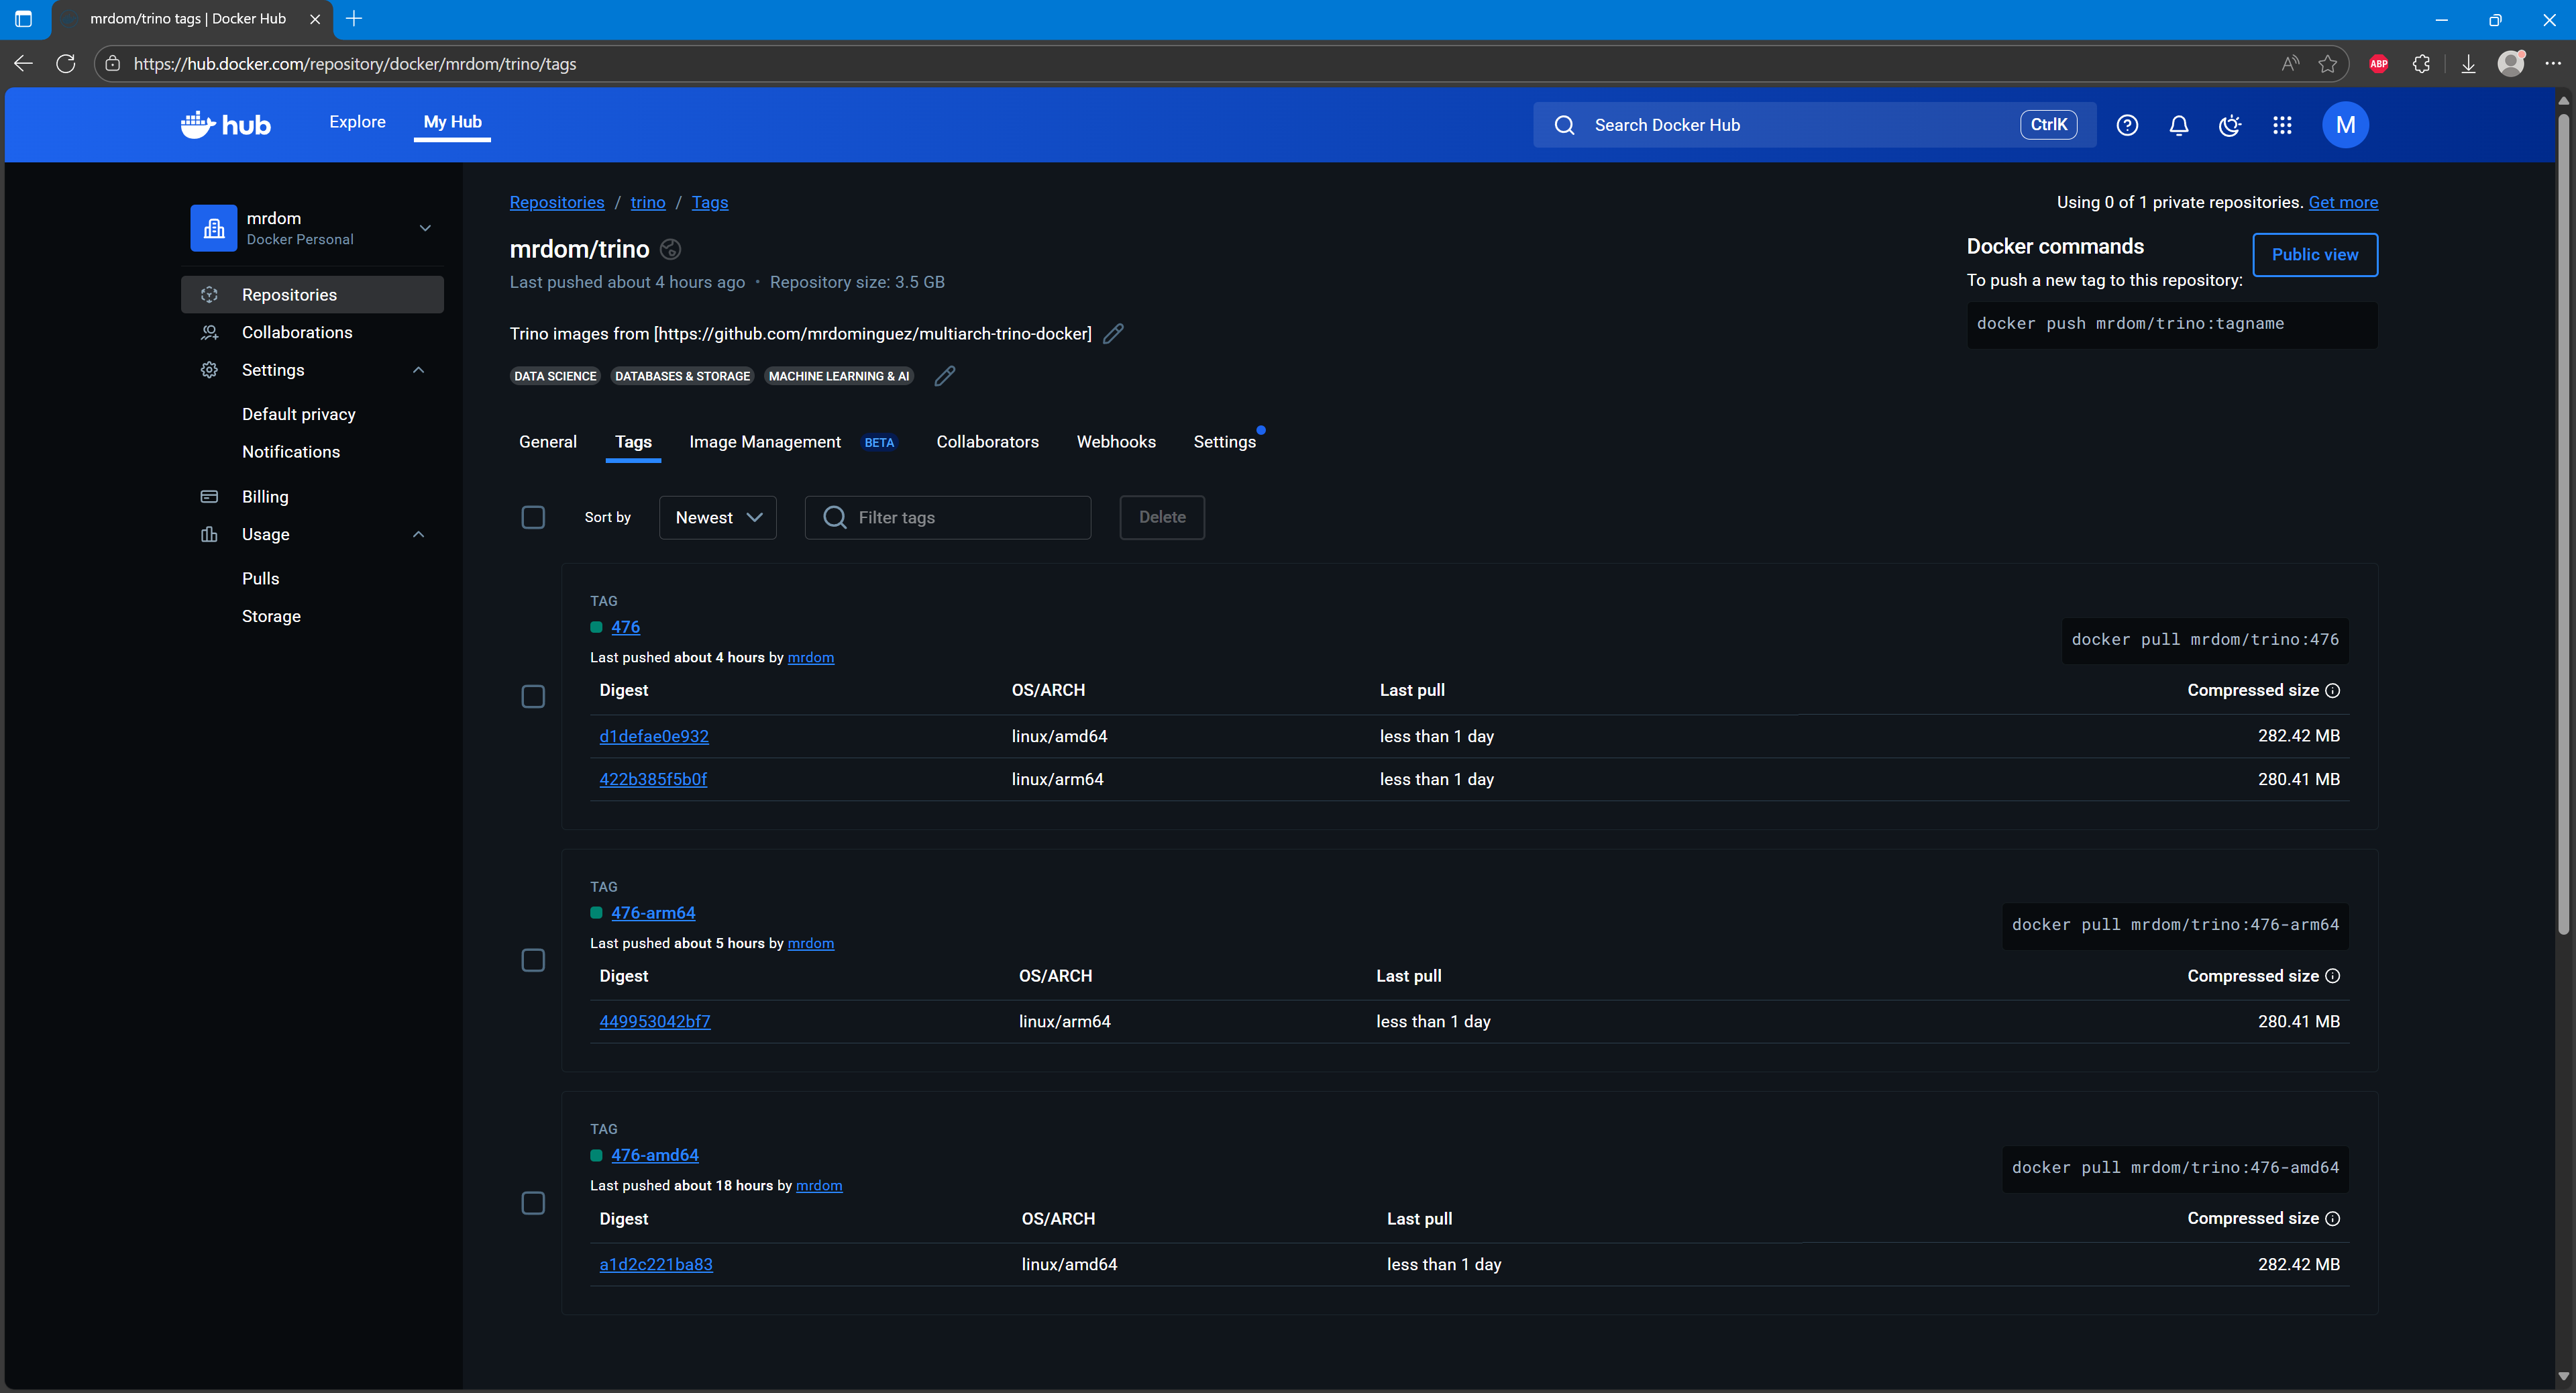 mrdom/trino tags | Docker Hub
https://hub.docker.com/repository/docker/mrdom/trino/tags
ABP
hub
Explore
My Hub
Search Docker Hub
CtrlK
M
mrdom
Docker Personal
Repositories
Collaborations
Settings
Default privacy
Notifications
Billing
Usage
Pulls
Storage
Repositories / trino / Tags
Using 0 of 1 private repositories. Get more
mrdom/trino
Last pushed about 4 hours ago • Repository size: 3.5 GB
Docker commands
Public view
To push a new tag to this repository:
docker push mrdom/trino:tagname
Trino images from [https://github.com/mrdominguez/multiarch-trino-docker]
DATA SCIENCE DATABASES & STORAGE MACHINE LEARNING & AI
General Tags Image Management BETA Collaborators Webhooks Settings
Sort by Newest Filter tags Delete
TAG
476
Last pushed about 4 hours by mrdom
docker pull mrdom/trino:476
Digest OS/ARCH Last pull Compressed size
d1defae0e932 linux/amd64 less than 1 day 282.42 MB
422b385f5b0f linux/arm64 less than 1 day 280.41 MB
TAG
476-arm64
Last pushed about 5 hours by mrdom
docker pull mrdom/trino:476-arm64
Digest OS/ARCH Last pull Compressed size
449953042bf7 linux/arm64 less than 1 day 280.41 MB
TAG
476-amd64
Last pushed about 18 hours by mrdom
docker pull mrdom/trino:476-amd64
Digest OS/ARCH Last pull Compressed size
a1d2c221ba83 linux/amd64 less than 1 day 282.42 MB